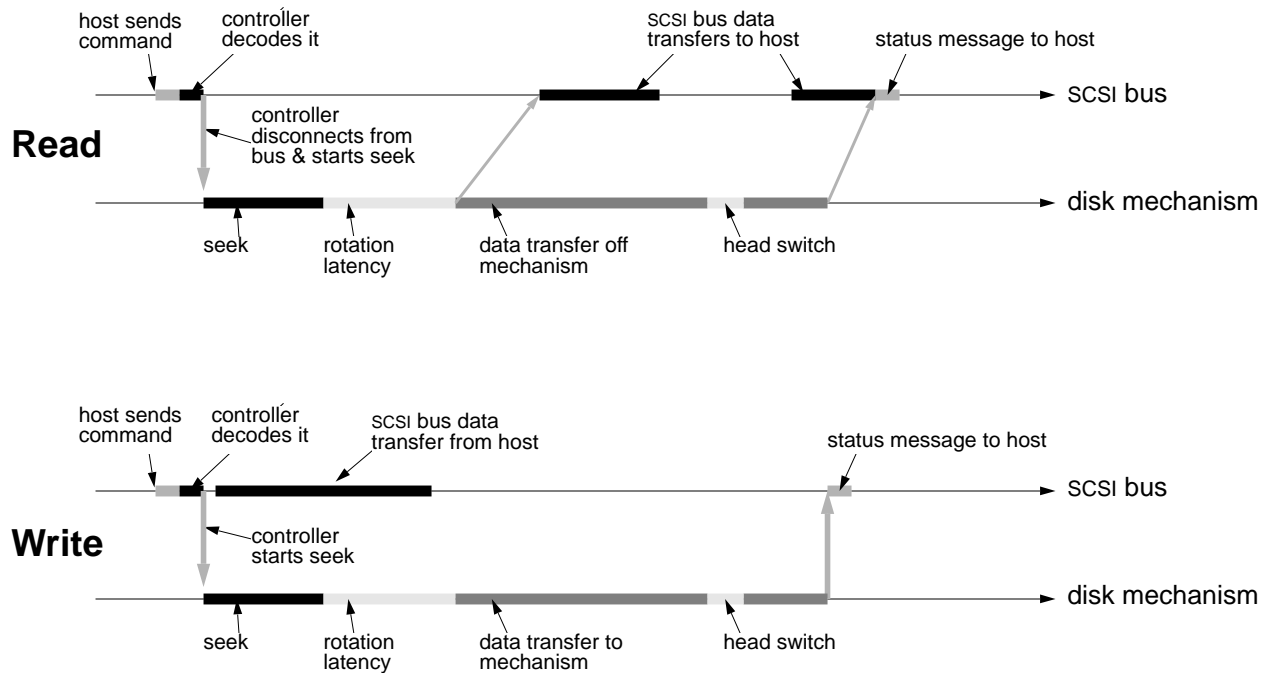 host sends
command
controller
decodes it
SCSI bus data
transfers to host
status message to host
SCSI bus
Read
controller
disconnects from
bus & starts seek
disk mechanism
seek
rotation
latency
data transfer off
mechanism
head switch
host sends
command
controller
decodes it
SCSI bus data
transfer from host
status message to host
SCSI bus
Write
controller
starts seek
disk mechanism
seek
rotation
latency
data transfer to
mechanism
head switch